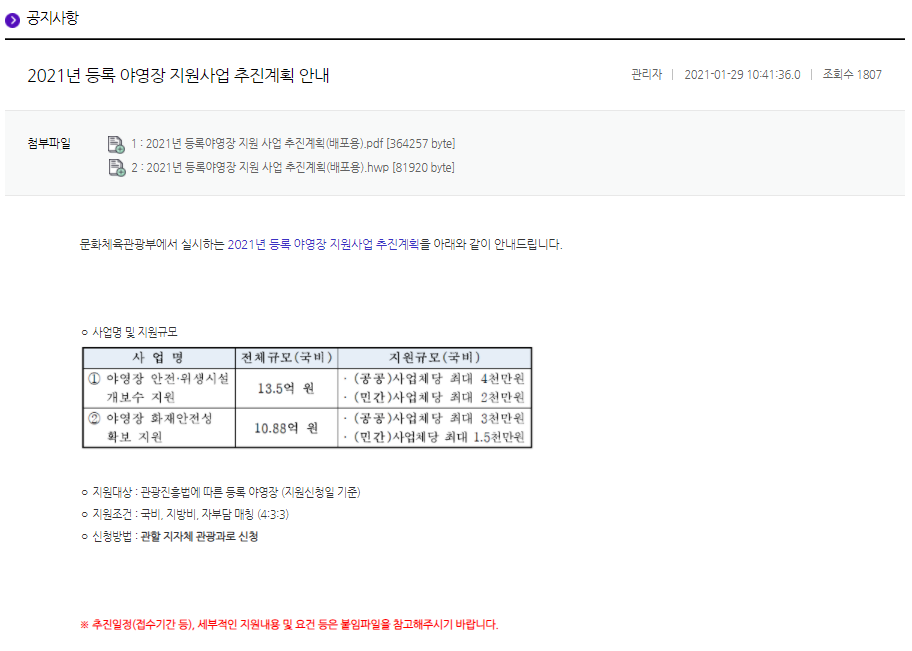 공지사항
2021년 등록 야영장 지원사업 추진계획 안내
관리자 | 2021-01-29 10:41:36.0 | 조회수 1807
첨부파일
1 : 2021년 등록야영장 지원 사업 추진계획(배포용).pdf [364257 byte]
2 : 2021년 등록야영장 지원 사업 추진계획(배포용).hwp [81920 byte]
문화체육관광부에서 실시하는 2021년 등록 야영장 지원사업 추진계획을 아래와 같이 안내드립니다.
ㅇ 사업명 및 지원규모
사 업 명 전체규모(국비) 지원규모(국비)
① 야영장 안전·위생시설 개보수 지원
13.5억 원
· (공공)사업체당 최대 4천만원
· (민간)사업체당 최대 2천만원
② 야영장 화재안전성 확보 지원
10.88억 원
· (공공)사업체당 최대 3천만원
· (민간)사업체당 최대 1.5천만원
ㅇ 지원대상 : 관광진흥법에 따른 등록 야영장 (지원신청일 기준)
ㅇ 지원조건 : 국비, 지방비, 자부담 매칭 (4:3:3)
ㅇ 신청방법 : 관할 지자체 관광과로 신청
※ 추진일정(접수기간 등), 세부적인 지원내용 및 요건 등은 붙임파일을 참고해주시기 바랍니다.